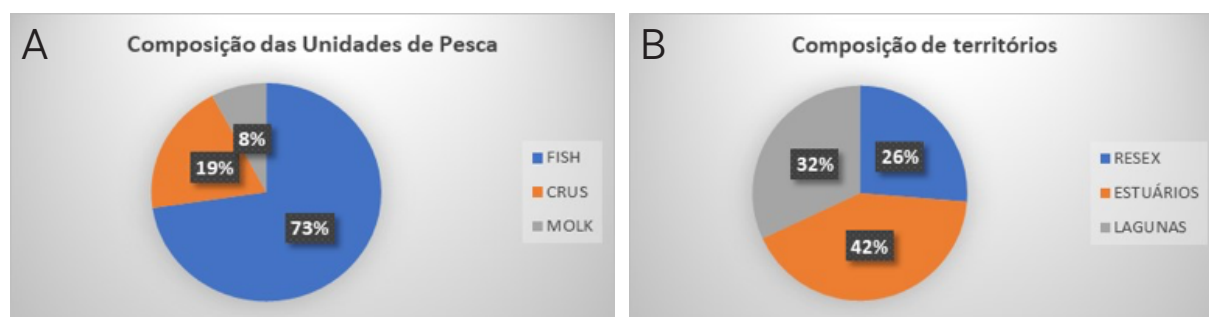 A
Composição das Unidades de Pesca
8%
19%
73%
FISH
CRUS
MOLK
B
Composição de territórios
26%
32%
42%
RESEX
ESTUÁRIOS
LAGUNAS